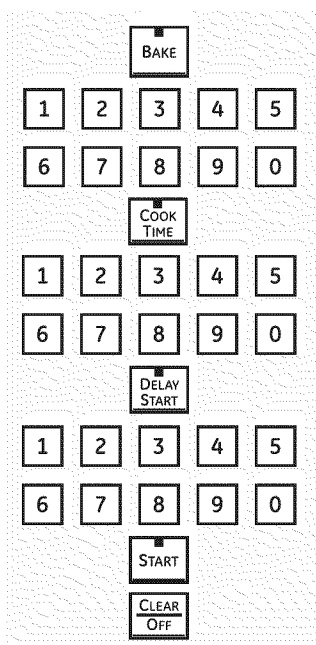 BAKE
1 2 3 4 5
6 7 8 9 0
COOK
TIME
1 2 3 4 5
6 7 8 9 0
DELAY
START
1 2 3 4 5
6 7 8 9 0
START
CLEAR
OFF